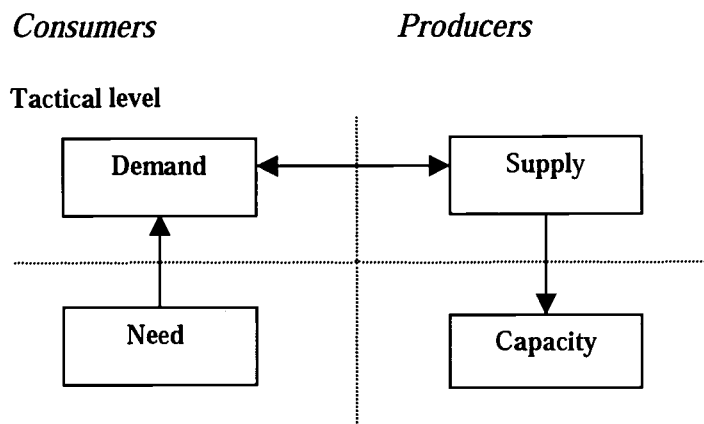 Consumers Producers
Tactical level
Demand Supply
Need Capacity